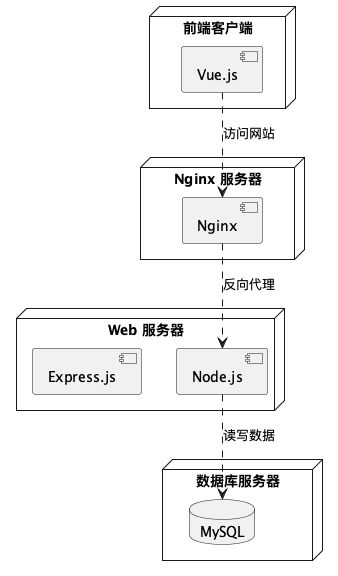 前端客户端
Vue.js
访问网站
Nginx 服务器
Nginx
反向代理
Web 服务器
Express.js
Node.js
读写数据
数据库服务器
MySQL